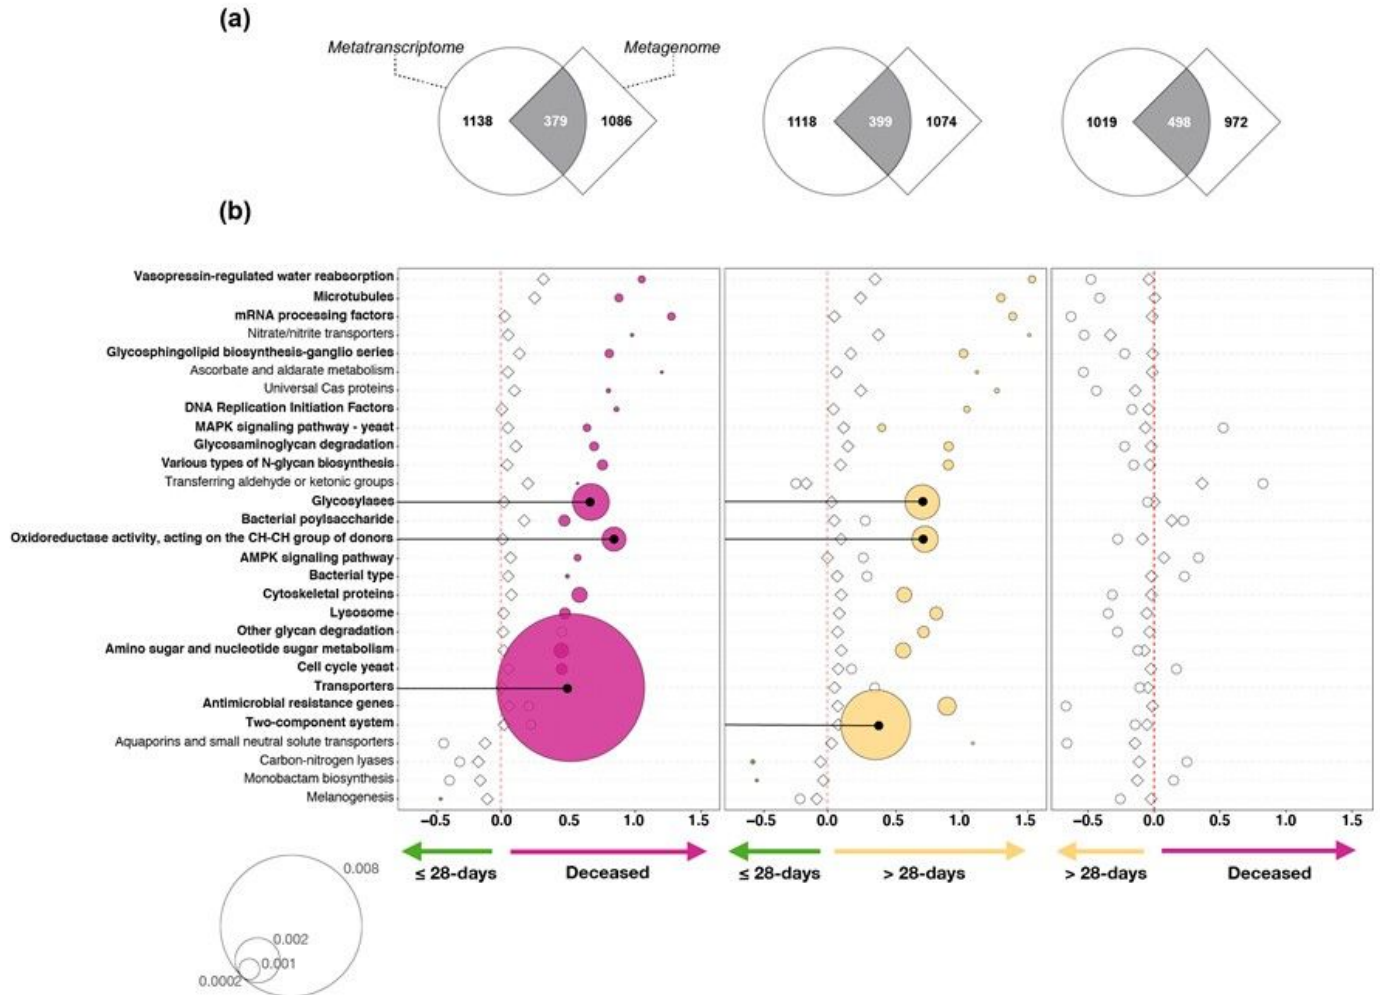 (a)
Metatranscriptome
Metagenome
1138 379 1086
1118 399 1074
1019 498 972
(b)
Vasopressin-regulated water reabsorption
Microtubules
mRNA processing factors
Nitrate/nitrite transporters
Glycosphingolipid biosynthesis-ganglio series
Ascorbate and aldarate metabolism
Universal Cas proteins
DNA Replication Initiation Factors
MAPK signaling pathway - yeast
Glycosaminoglycan degradation
Various types of N-glycan biosynthesis
Transferring aldehyde or ketonic groups
Glycosylases
Bacterial poylsaccharide
Oxidoreductase activity, acting on the CH-CH group of donors
AMPK signaling pathway
Bacterial type
Cytoskeletal proteins
Lysosome
Other glycan degradation
Amino sugar and nucleotide sugar metabolism
Cell cycle yeast
Transporters
Antimicrobial resistance genes
Two-component system
Aquaporins and small neutral solute transporters
Carbon-nitrogen lyases
Monobactam biosynthesis
Melanogenesis
−0.5 0.0 0.5 1.0 1.5
−0.5 0.0 0.5 1.0 1.5
−0.5 0.0 0.5 1.0 1.5
≤ 28-days Deceased
≤ 28-days > 28-days
> 28-days Deceased
0.008
0.002
0.001
0.0002